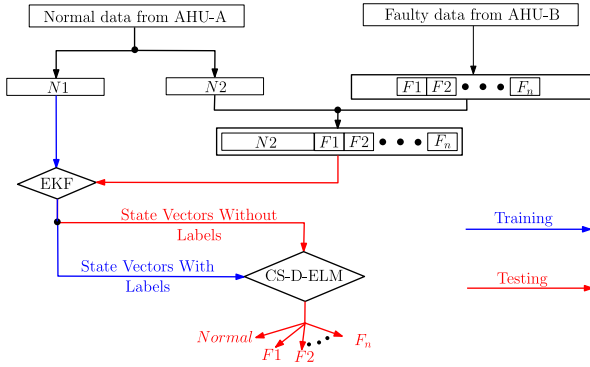 Normal data from AHU-A
Faulty data from AHU-B
N1
N2
F1 F2 • • • Fn
N2 F1 F2 • • • Fn
EKF
State Vectors Without
Labels
Training
State Vectors With
Labels
CS-D-ELM
Testing
Normal
F1
F2
Fn